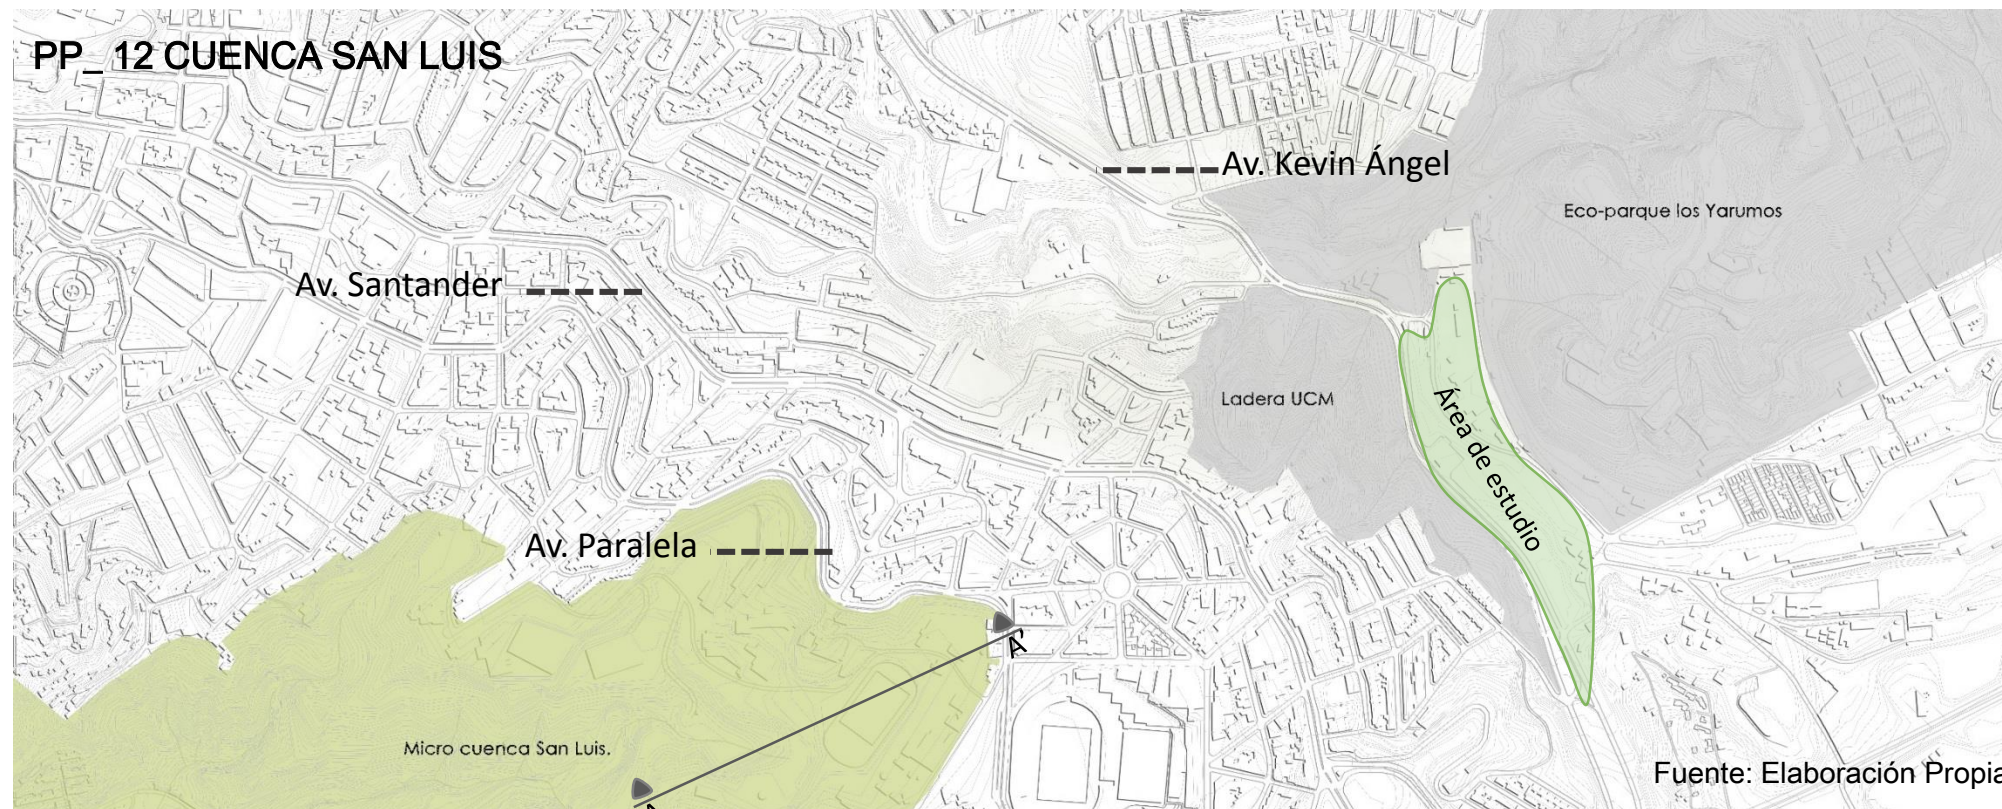 PP_ 12 CUENCA SAN LUIS
Av. Kevin Ángel
Eco-parque los Yarumos
Av. Santander
Ladera UCM
Área de estudio
Av. Paralela
A'
Micro cuenca San Luis.
Fuente: Elaboración Propia